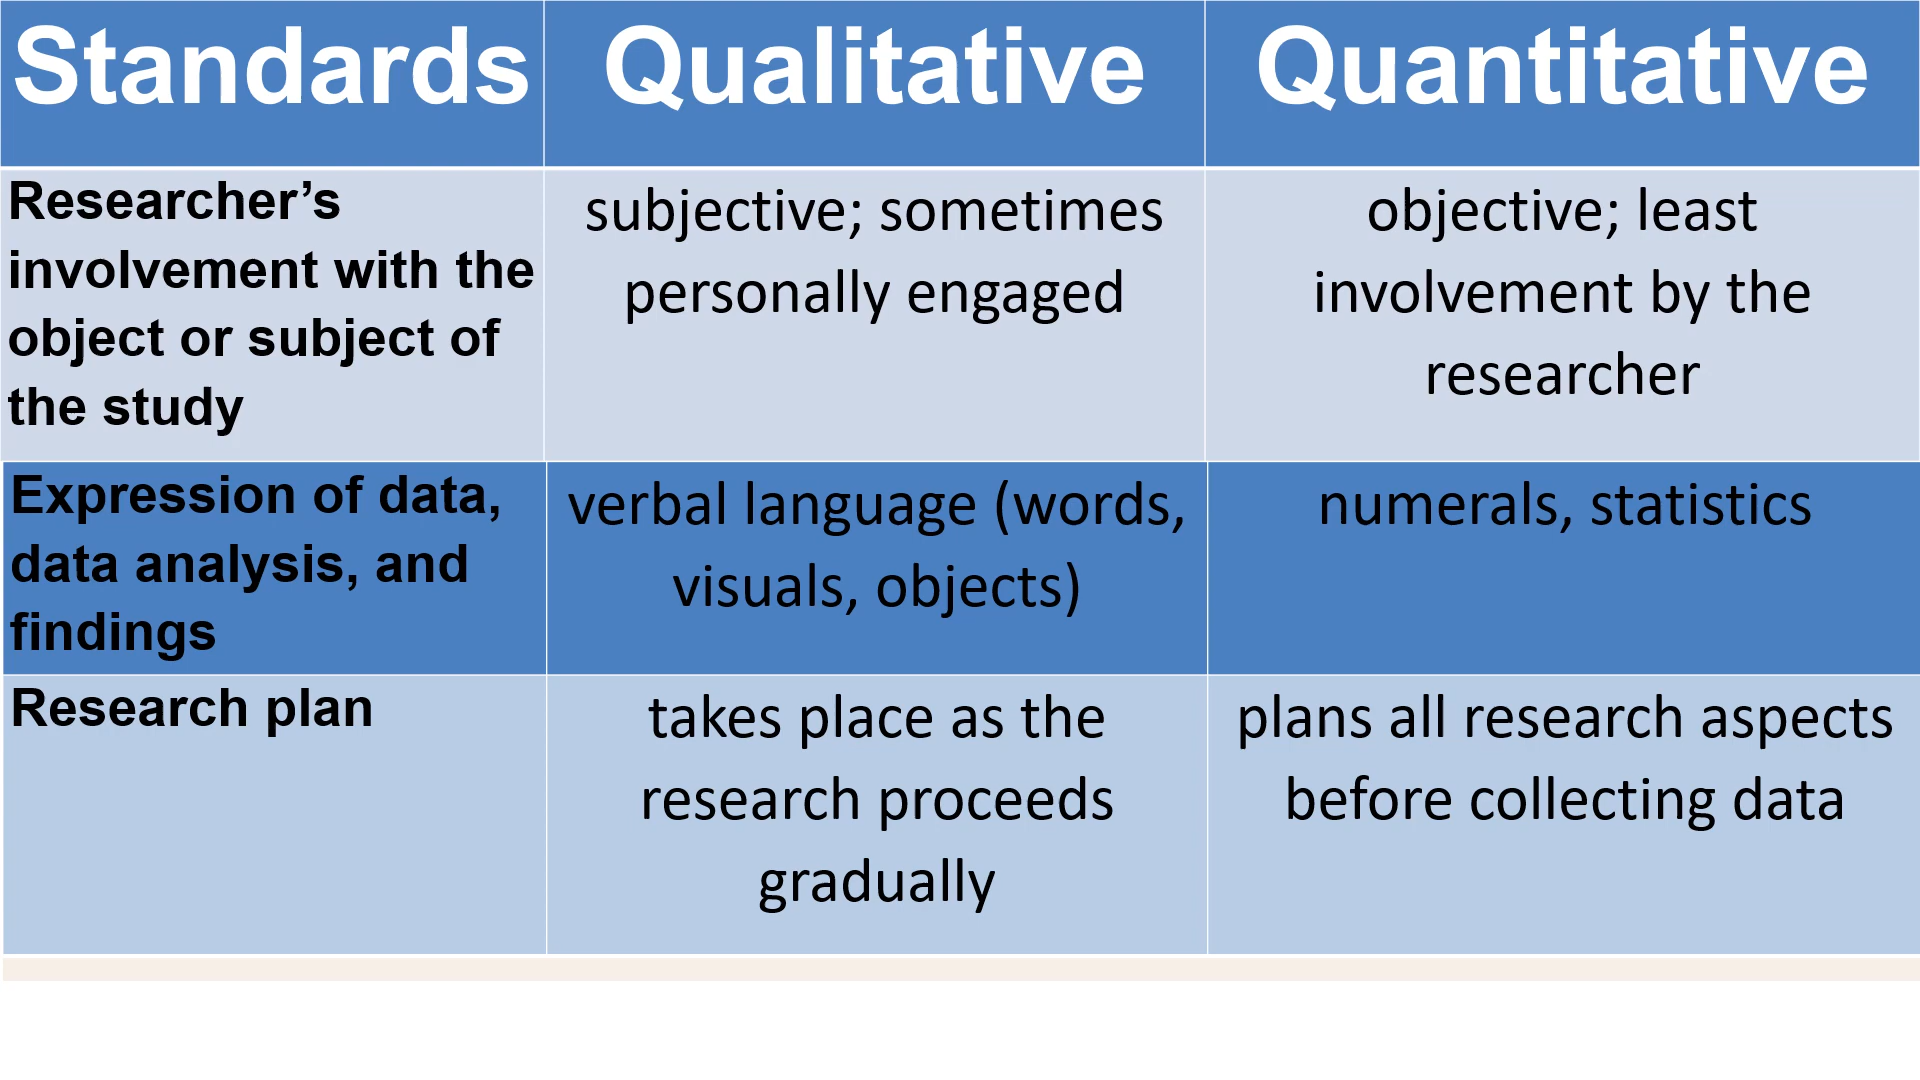 Standards
Qualitative
Quantitative
Researcher’s
involvement with the
object or subject of
the study
subjective; sometimes
personally engaged
objective; least
involvement by the
researcher
Expression of data,
data analysis, and
findings
verbal language (words,
visuals, objects)
numerals, statistics
Research plan
takes place as the
research proceeds
gradually
plans all research aspects
before collecting data